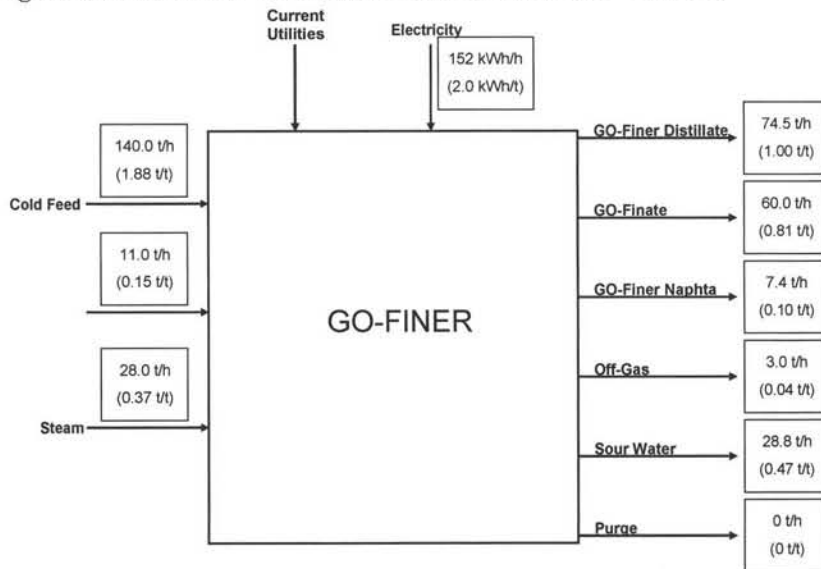 Current
Utilities
Electricity
152 kWh/h
(2.0 kWh/t)
140.0 t/h
(1.88 t/t)
Cold Feed
11.0 t/h
(0.15 t/t)
28.0 t/h
(0.37 t/t)
Steam
GO-FINER
GO-Finer Distillate
74.5 t/h
(1.00 t/t)
GO-Finate
60.0 t/h
(0.81 t/t)
GO-Finer Naphta
7.4 t/h
(0.10 t/t)
Off-Gas
3.0 t/h
(0.04 t/t)
Sour Water
28.8 t/h
(0.47 t/t)
Purge
0 t/h
(0 t/t)